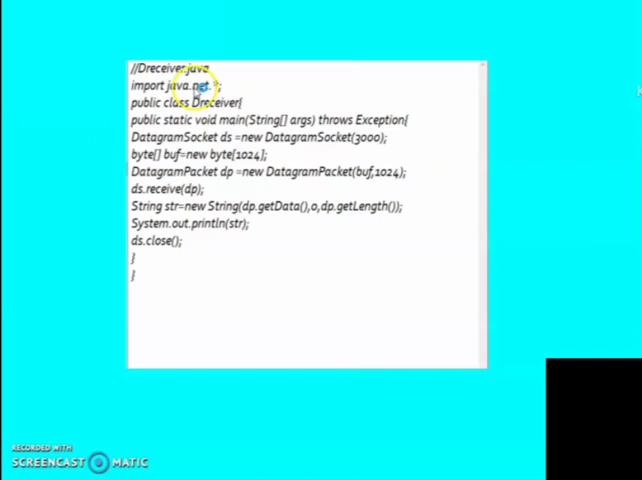 //Dreceiver.java
import java.net.*;
public class Dreceiver{
public static void main(String[] args) throws Exception{
DatagramSocket ds =new DatagramSocket(3000);
byte[] buf=new byte[1024];
DatagramPacket dp =new DatagramPacket(buf,1024);
ds.receive(dp);
String str=new String(dp.getData(),0,dp.getLength());
System.out.println(str);
ds.close();
}
}
K
RECORDED WITH
SCREENCAST MATIC